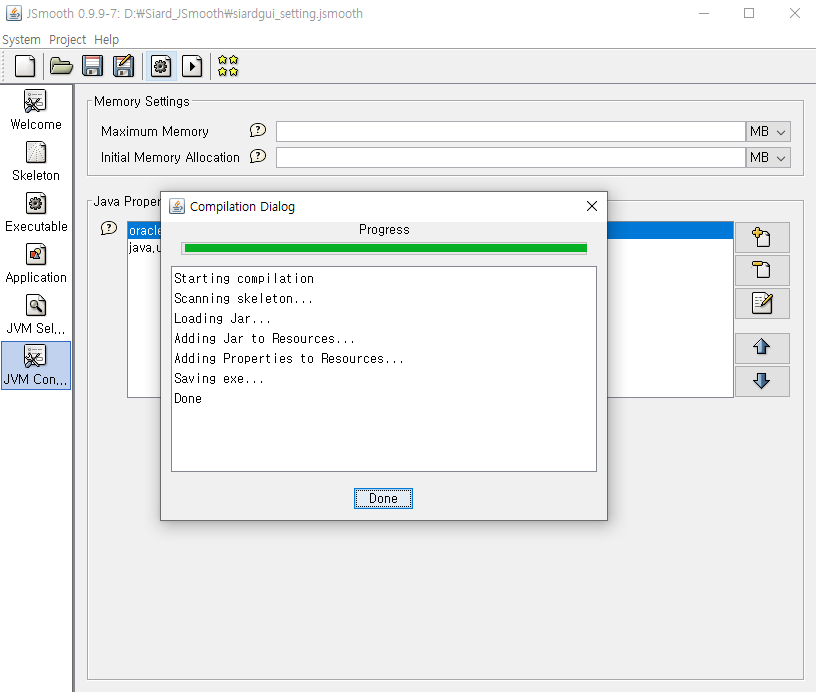 JSmooth 0.9.9-7: D:₩Siard_JSmooth₩siardgui_setting.jsmooth
System Project Help
Welcome
Skeleton
Executable
Application
JVM Sel...
JVM Con...
Memory Settings
Maximum Memory
MB
Initial Memory Allocation
MB
Java Proper
oracle
java,u
Compilation Dialog
Progress
Starting compilation
Scanning skeleton...
Loading Jar...
Adding Jar to Resources...
Adding Properties to Resources...
Saving exe...
Done
Done